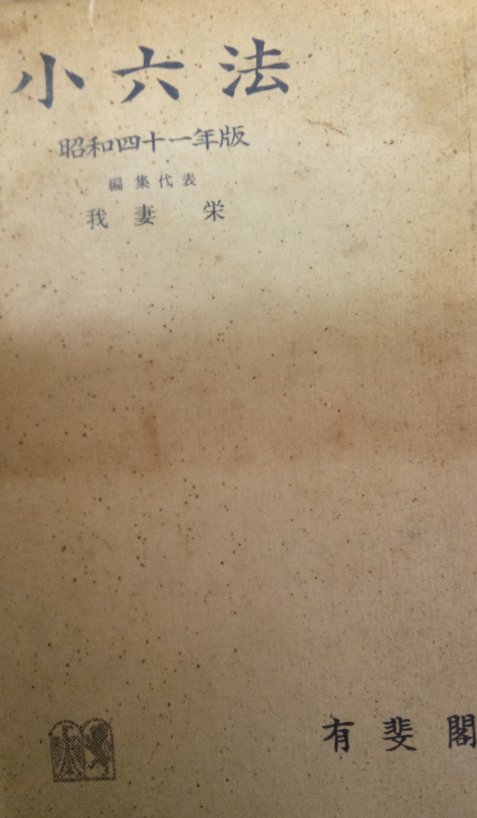 小六法
昭和四十一年版
編集代表
我妻 栄
有斐閣